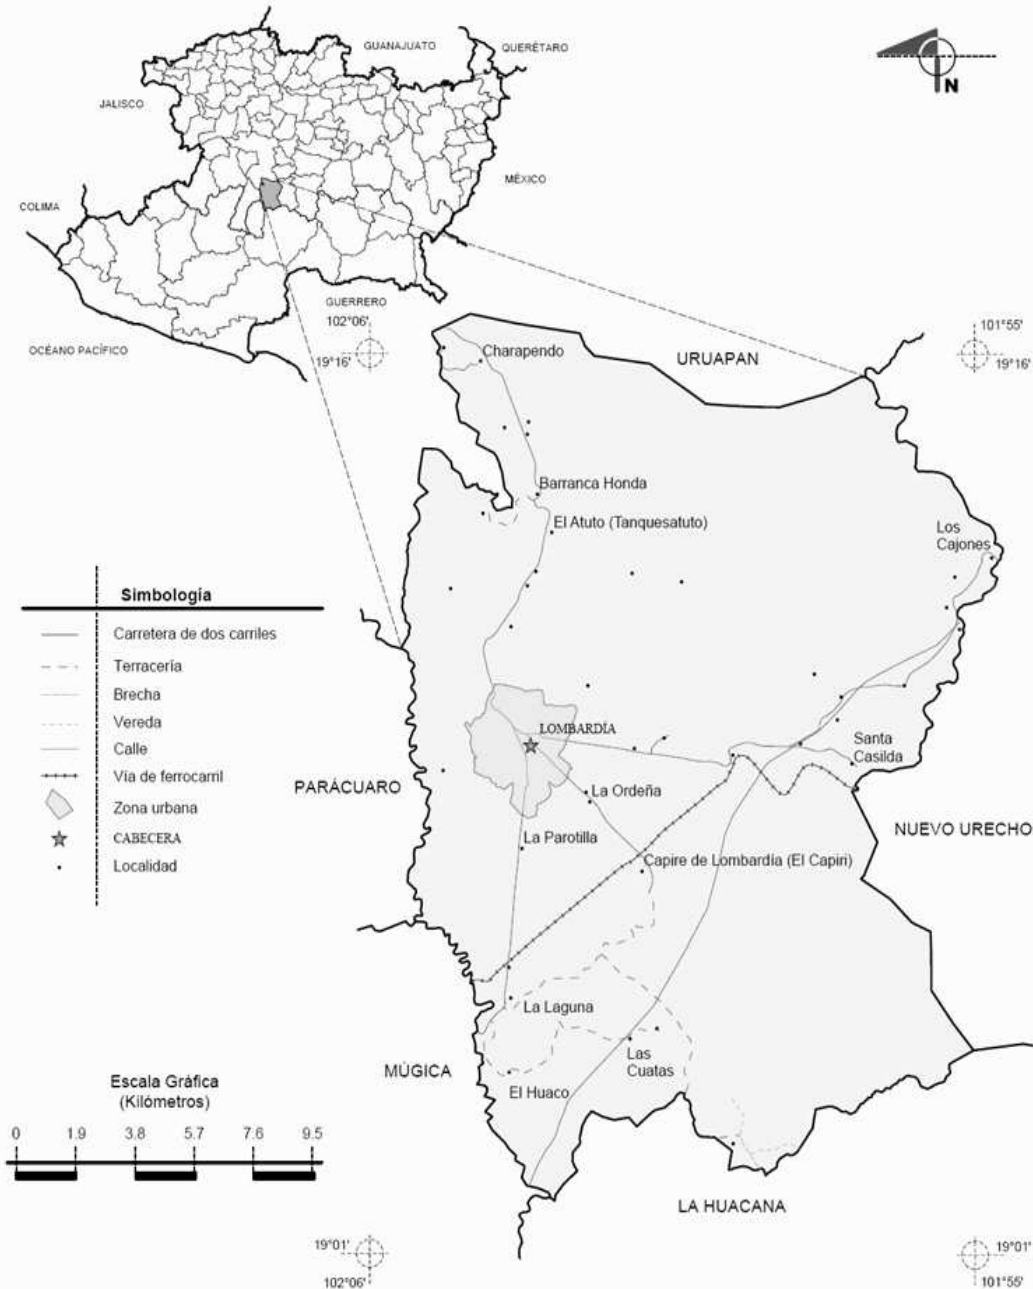 GUANAJUATO
QUERÉTARO
JALISCO
N
MÉXICO
COLIMA
GUERRERO
OCÉANO PACÍFICO
102°06'
19°16'
101°55'
19°16'
Charapendo
URUAPAN
Barranca Honda
El Atuto (Tanquesatuto)
Los
Cajones
Simbología
Carretera de dos carriles
Terracería
Brecha
Vereda
Calle
Vía de ferrocarril
Zona urbana
CABECERA
Localidad
LOMBARDÍA
Santa
Casilda
PARÁCUARO
La Ordeña
NUEVO URECHO
La Parotilla
Capire de Lombardía (El Capiri)
La Laguna
Las
Cuatas
MÚGICA
El Huaco
Escala Gráfica
(Kilómetros)
0 1.9 3.8 5.7 7.6 9.5
LA HUACANA
19°01'
102°06'
19°01'
101°55'